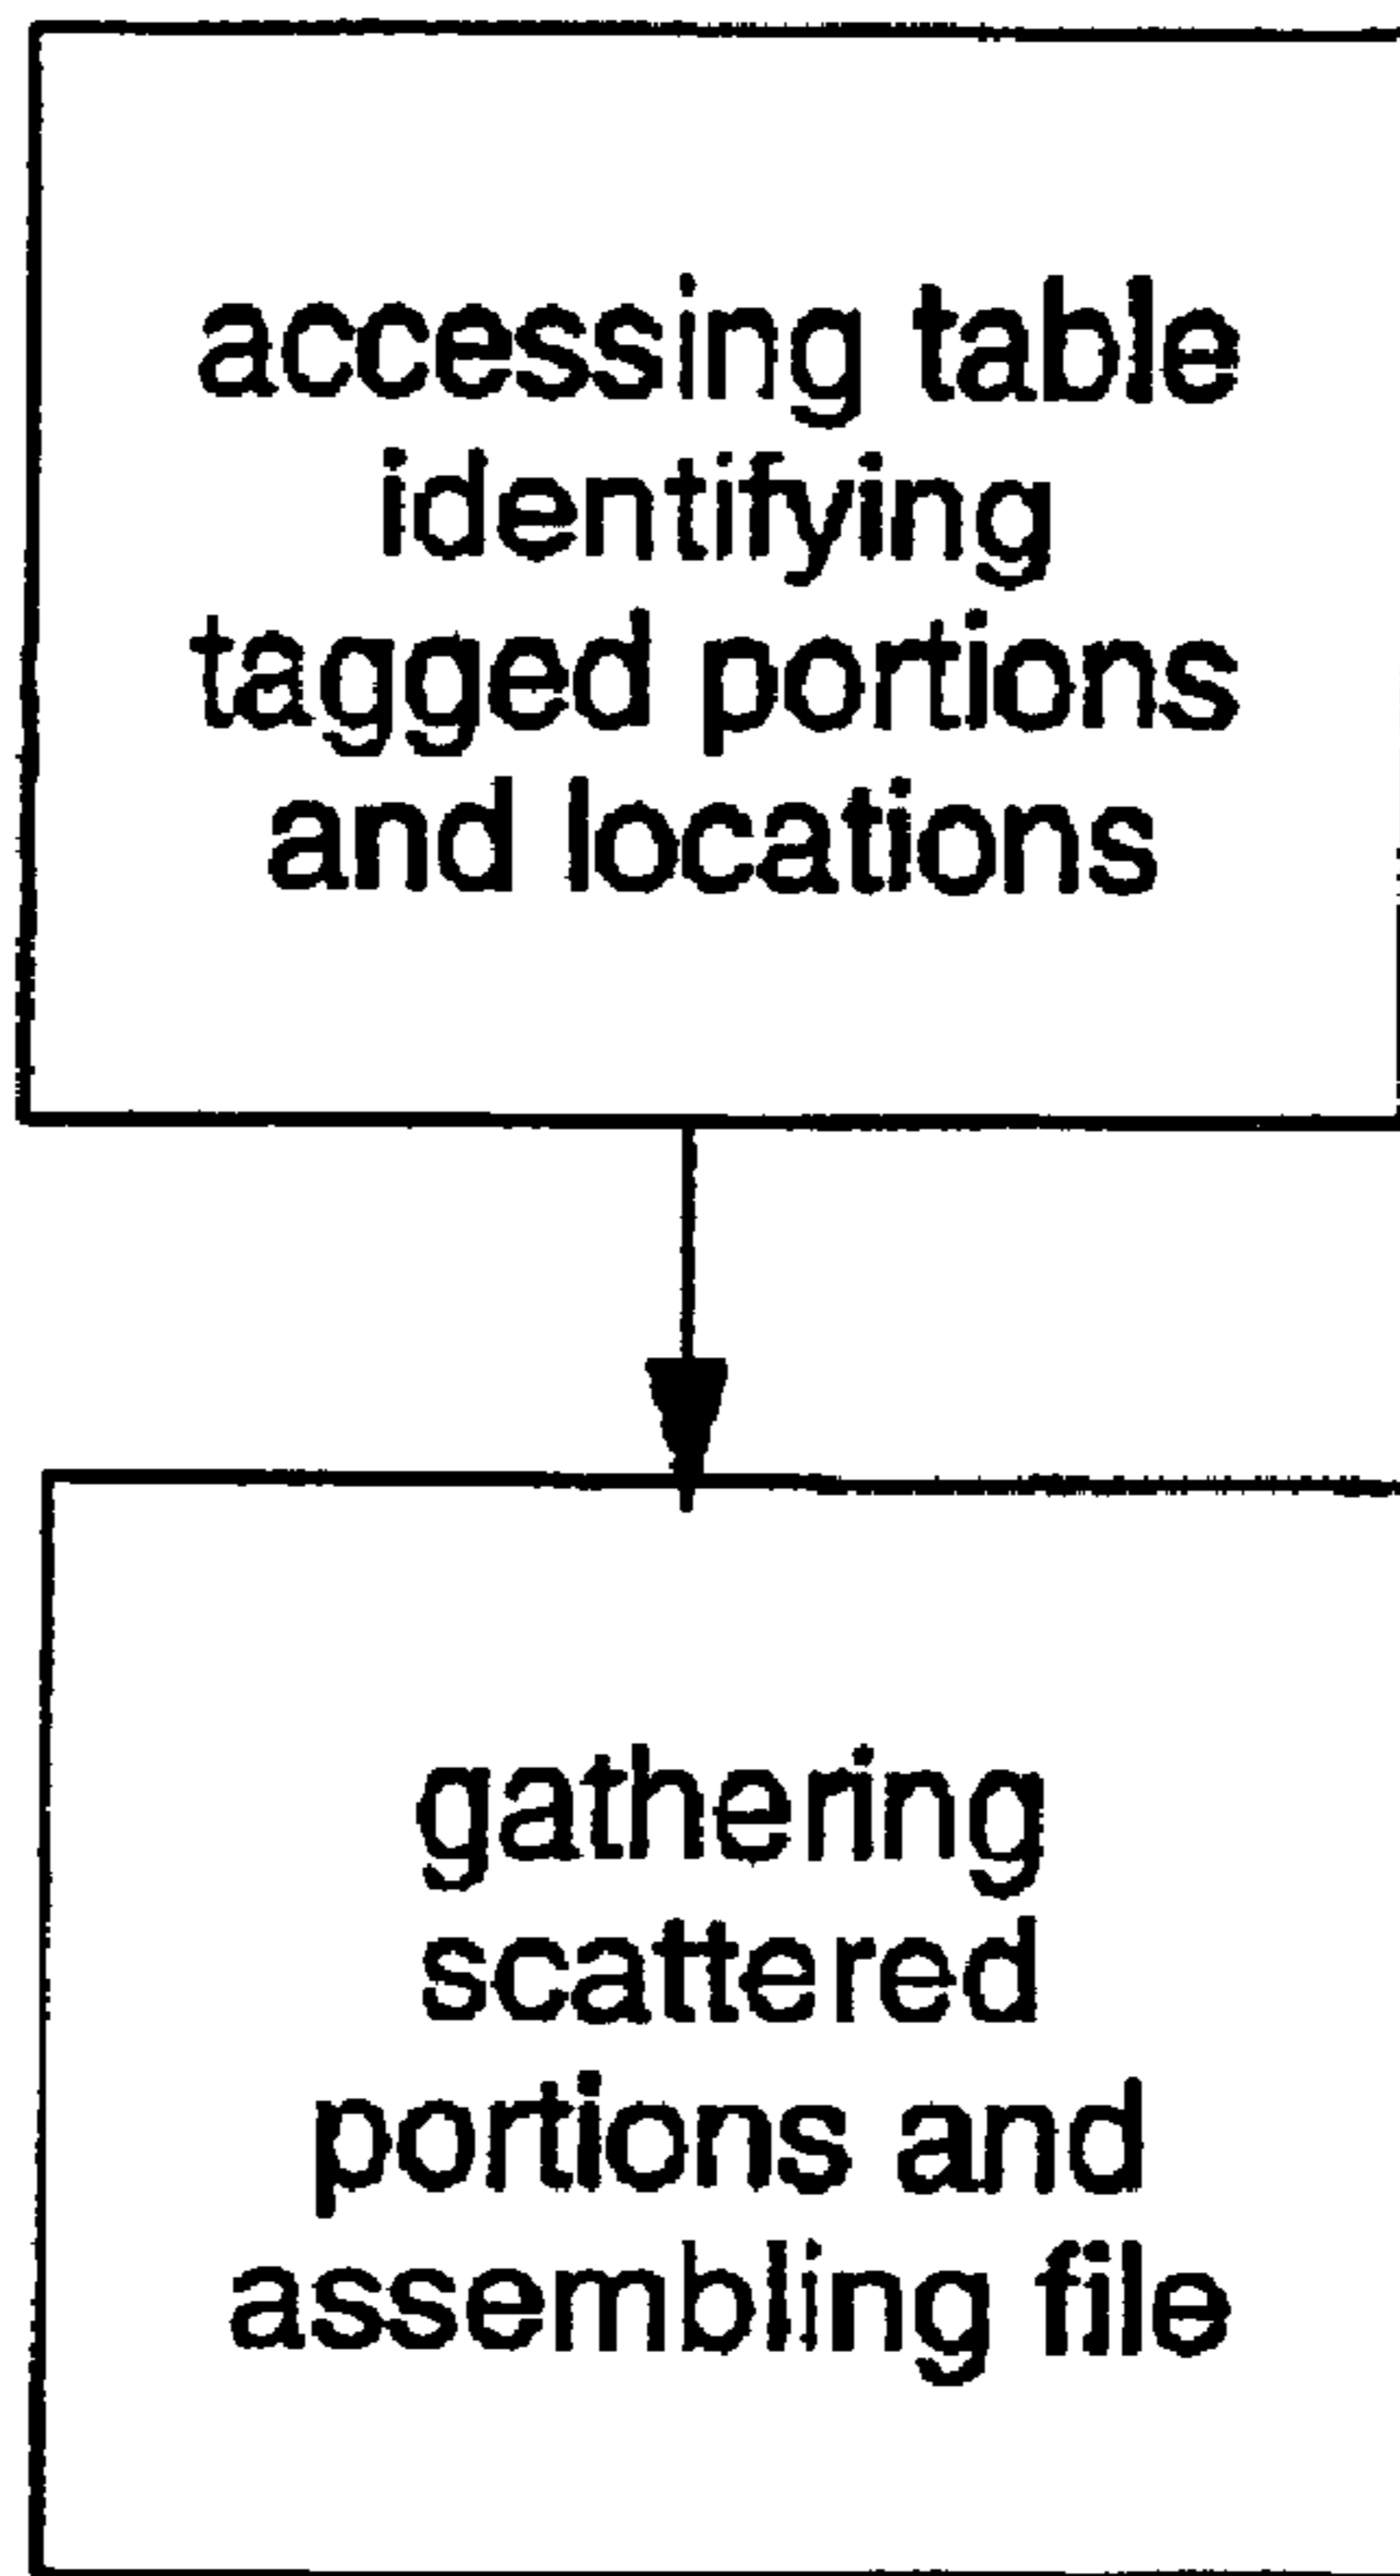 accessing table
identifying
tagged portions
and locations
gathering
scattered
portions and
assembling file